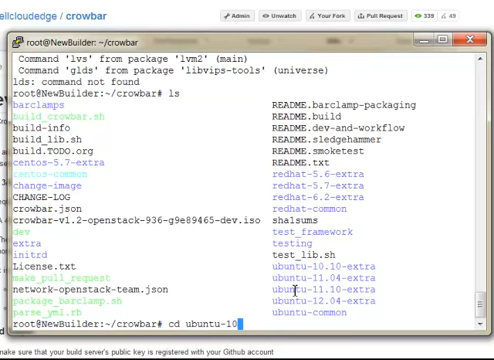 ellcloudedge / crowbar
Admin Unwatch Your Fork Pull Request 339 49
root@NewBuilder: ~/crowbar
Command 'lvs' from package 'lvm2' (main)
Command 'glds' from package 'libvips-tools' (universe)
lds: command not found
root@NewBuilder:~/crowbar# ls
barclamps README.barclamp-packaging
build_crowbar.sh README.build
build-info README.dev-and-workflow
build_lib.sh README.sledgehammer
build.TODO.org README.smoketest
centos-5.7-extra README.txt
centos-common redhat-5.6-extra
change-image redhat-5.7-extra
CHANGE-LOG redhat-6.2-extra
crowbar.json redhat-common
crowbar-v1.2-openstack-936-g9e89465-dev.iso sha1sums
dev test_framework
extra testing
initrd test_lib.sh
License.txt ubuntu-10.10-extra
make_pull_request ubuntu-11.04-extra
network-openstack-team.json ubuntu-11.10-extra
package_barclamp.sh ubuntu-12.04-extra
parse_yml.rb ubuntu-common
root@NewBuilder:~/crowbar# cd ubuntu-10
make sure that your build server's public key is registered with your Github account